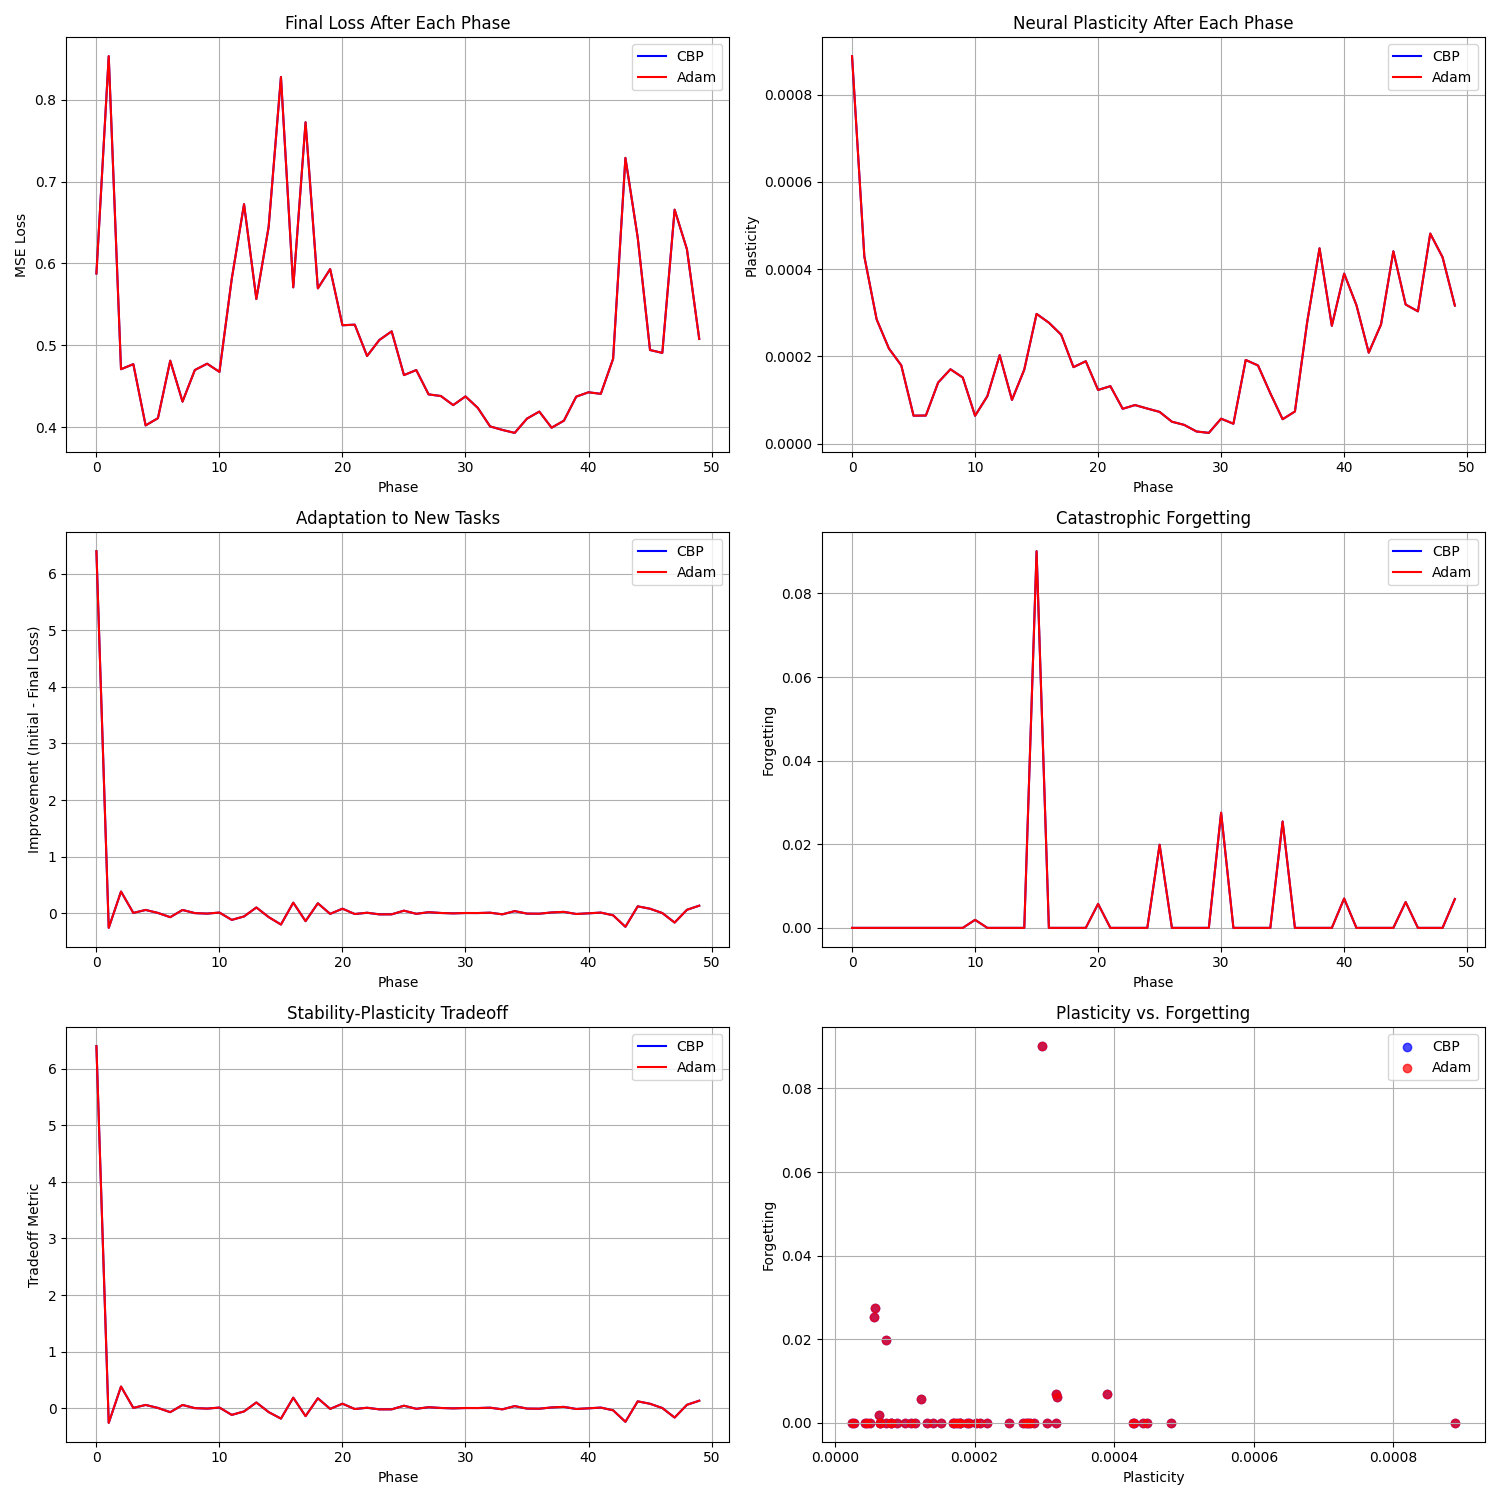 Final Loss After Each Phase
CBP
Adam
MSE Loss
0.8
0.7
0.6
0.5
0.4
0
10
20
30
40
50
Phase
Neural Plasticity After Each Phase
CBP
Adam
Plasticity
0.0008
0.0006
0.0004
0.0002
0.0000
0
10
20
30
40
50
Phase
Adaptation to New Tasks
CBP
Adam
Improvement (Initial - Final Loss)
6
5
4
3
2
1
0
0
10
20
30
40
50
Phase
Catastrophic Forgetting
CBP
Adam
Forgetting
0.08
0.06
0.04
0.02
0.00
0
10
20
30
40
50
Phase
Stability-Plasticity Tradeoff
CBP
Adam
Tradeoff Metric
6
5
4
3
2
1
0
0
10
20
30
40
50
Phase
Plasticity vs. Forgetting
CBP
Adam
Forgetting
0.08
0.06
0.04
0.02
0.00
0.0000
0.0002
0.0004
0.0006
0.0008
Plasticity